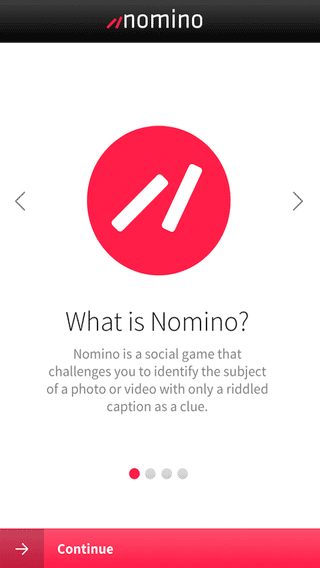 nomino
What is Nomino?
Nomino is a social game that
challenges you to identify the subject
of a photo or video with only a riddled
caption as a clue.
Continue